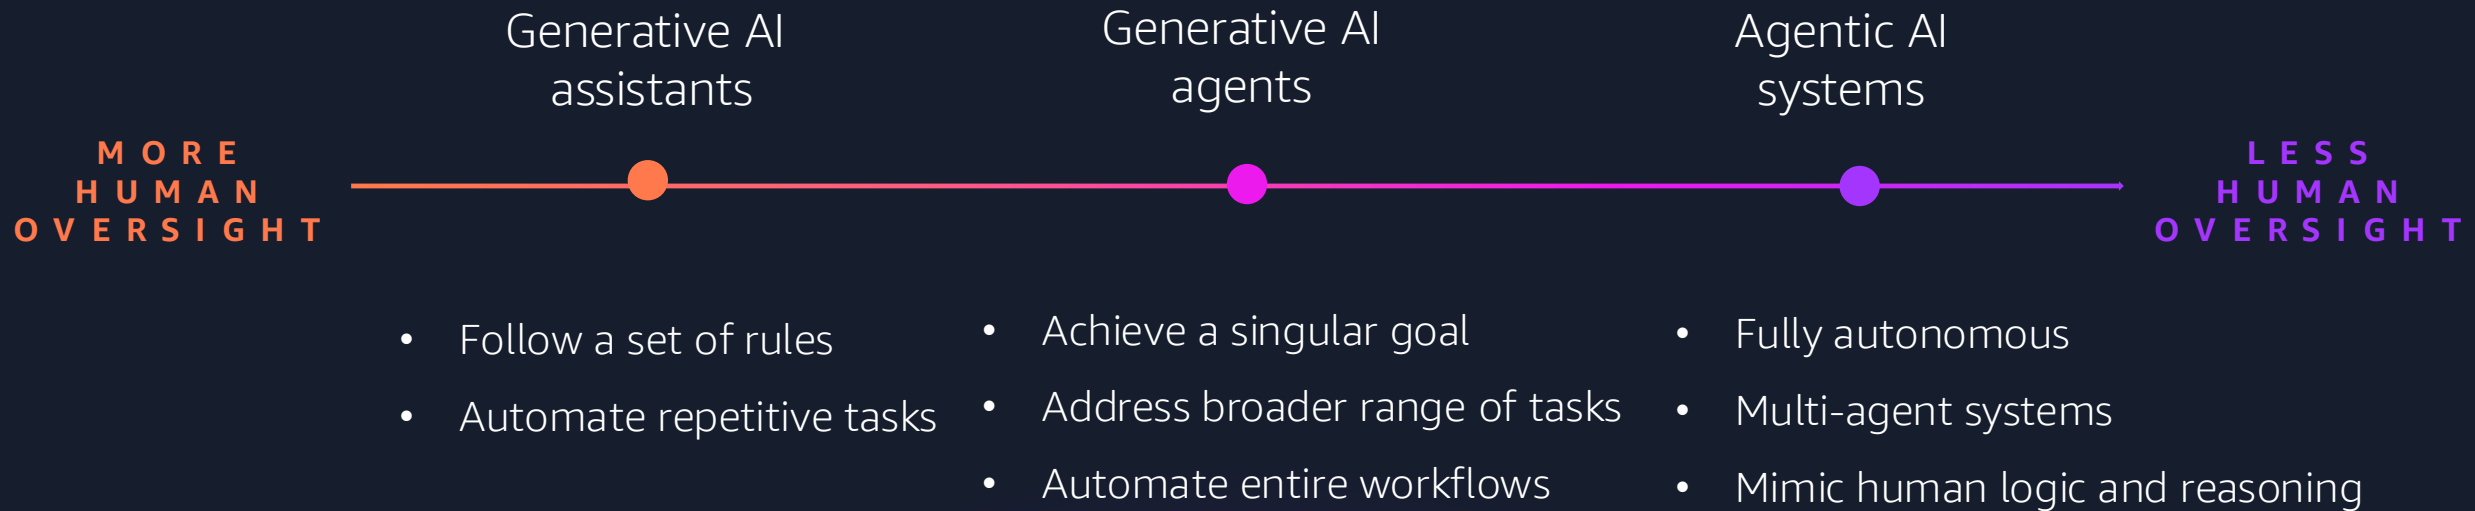 Generative AI
assistants
Generative AI
agents
Agentic AI
systems
MORE
HUMAN
OVERSIGHT
LESS
HUMAN
OVERSIGHT
• Follow a set of rules
• Automate repetitive tasks
• Achieve a singular goal
• Address broader range of tasks
• Automate entire workflows
• Fully autonomous
• Multi-agent systems
• Mimic human logic and reasoning